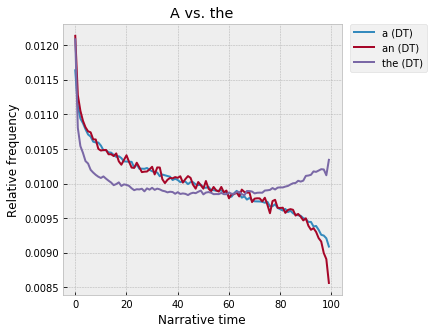 A vs. the
a (DT)
an (DT)
the (DT)
Relative frequency
0.0120
0.0115
0.0110
0.0105
0.0100
0.0095
0.0090
0.0085
0 20 40 60 80 100
Narrative time